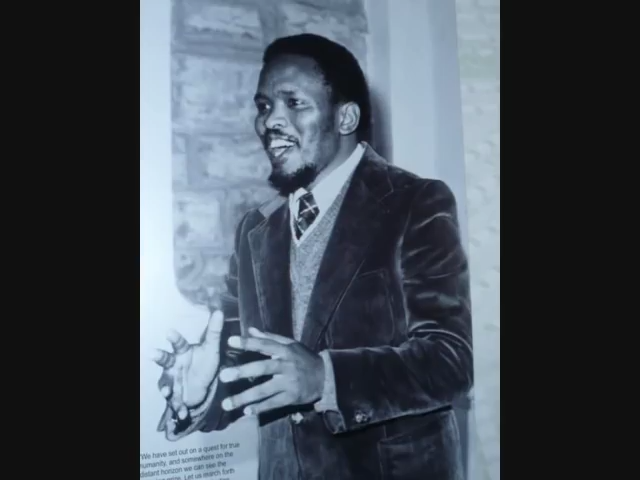 "We have set out on a quest for true
humanity, and somewhere on the
distant horizon we can see the
Let us march forth